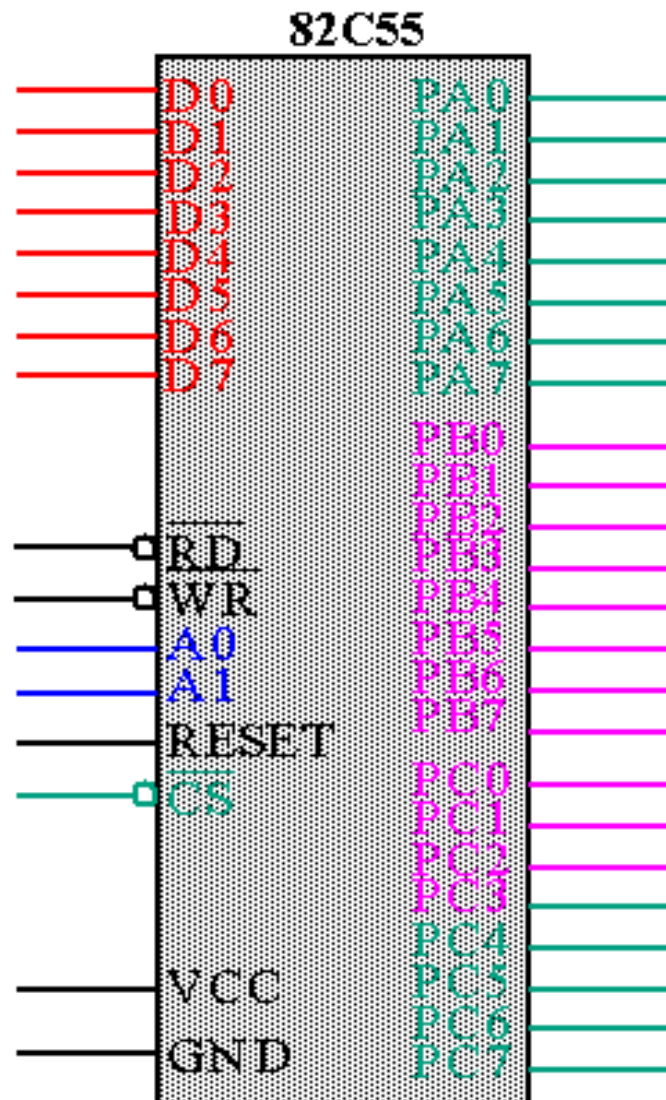 82C55
D0
D1
D2
D3
D4
D5
D6
D7
RD
WR
A0
A1
RESET
CS
VCC
GND
PA0
PA1
PA2
PA3
PA4
PA5
PA6
PA7
PB0
PB1
PB2
PB3
PB4
PB5
PB6
PB7
PC0
PC1
PC2
PC3
PC4
PC5
PC6
PC7